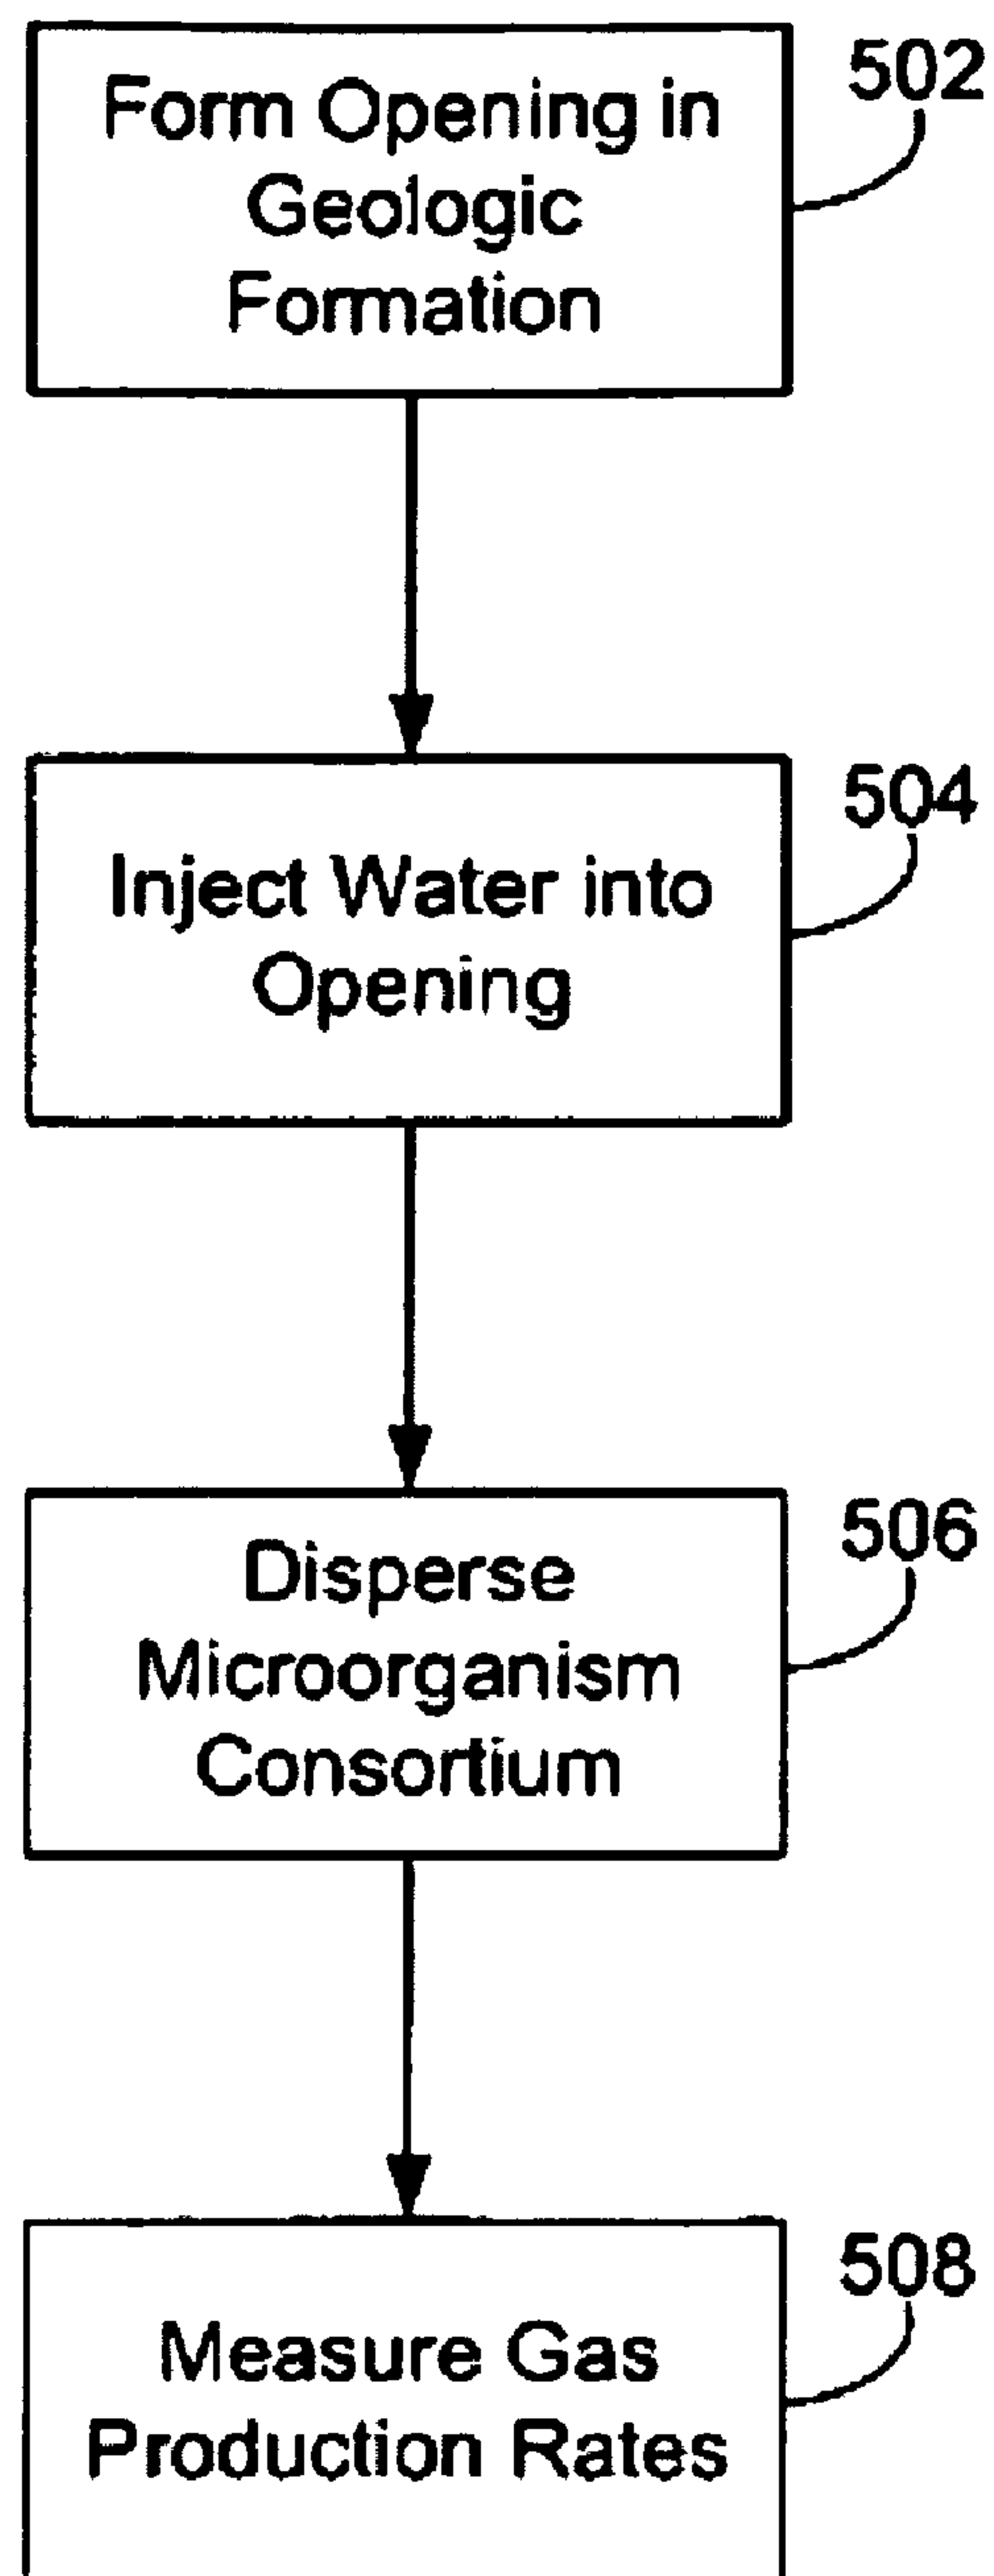 Form Opening in
Geologic
Formation
502
Inject Water into
Opening
504
Disperse
Microorganism
Consortium
506
Measure Gas
Production Rates
508